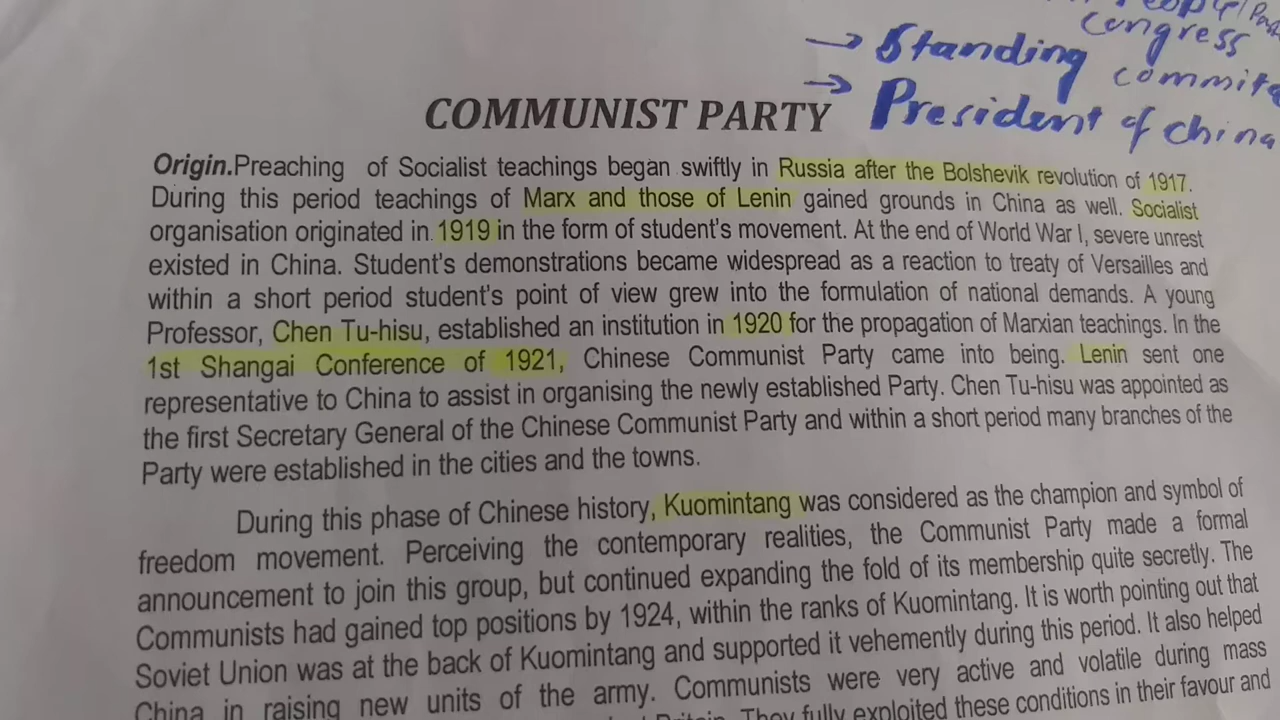 congress
→ Standing committe
→ President of china
COMMUNIST PARTY
Origin.Preaching of Socialist teachings began swiftly in Russia after the Bolshevik revolution of 1917.
During this period teachings of Marx and those of Lenin gained grounds in China as well. Socialist
organisation originated in 1919 in the form of student's movement. At the end of World War I, severe unrest
existed in China. Student's demonstrations became widespread as a reaction to treaty of Versailles and
within a short period student's point of view grew into the formulation of national demands. A young
Professor, Chen Tu-hisu, established an institution in 1920 for the propagation of Marxian teachings. In the
1st Shangai Conference of 1921, Chinese Communist Party came into being. Lenin sent one
representative to China to assist in organising the newly established Party. Chen Tu-hisu was appointed as
the first Secretary General of the Chinese Communist Party and within a short period many branches of the
Party were established in the cities and the towns.
During this phase of Chinese history, Kuomintang was considered as the champion and symbol of
freedom movement. Perceiving the contemporary realities, the Communist Party made a formal
announcement to join this group, but continued expanding the fold of its membership quite secretly. The
Communists had gained top positions by 1924, within the ranks of Kuomintang. It is worth pointing out that
Soviet Union was at the back of Kuomintang and supported it vehemently during this period. It also helped
China in raising new units of the army. Communists were very active and volatile during mass
Britain. They fully exploited these conditions in their favour and